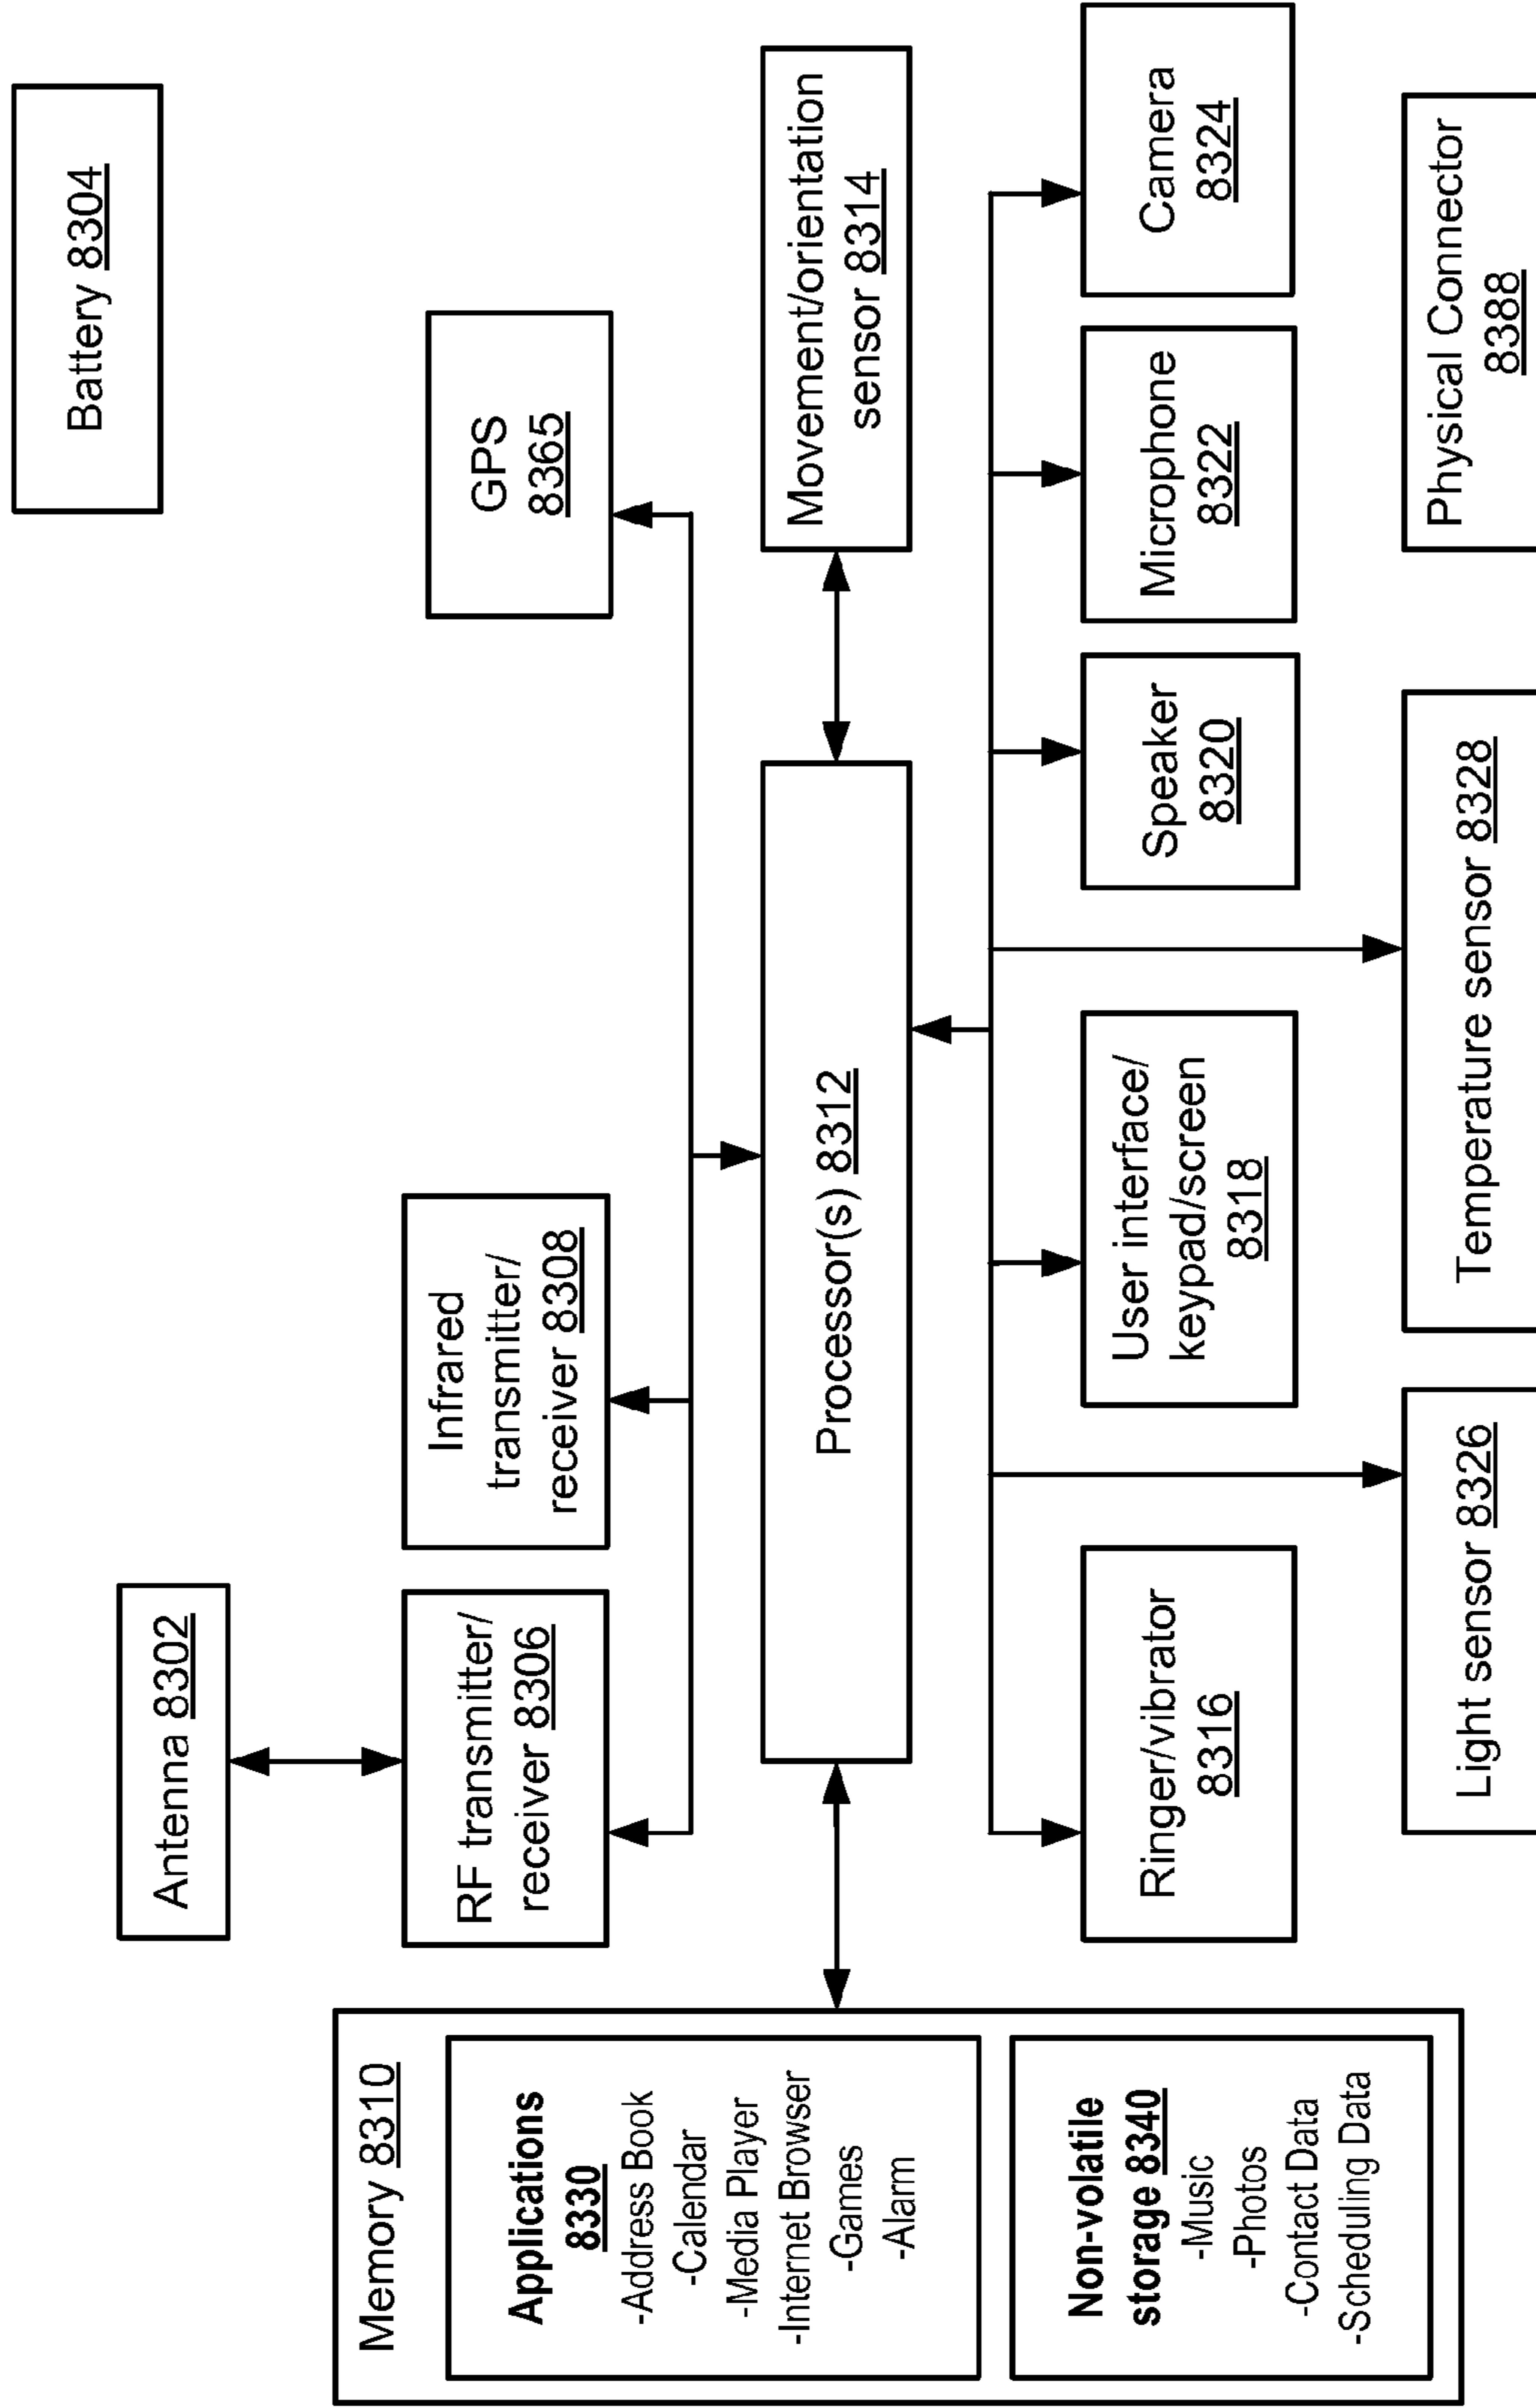 Battery 8304
Antenna 8302
GPS
8365
Infrared
transmitter/
receiver 8308
RF transmitter/
receiver 8306
Memory 8310
Applications
8330
-Address Book
-Calendar
-Media Player
-Internet Browser
-Games
-Alarm
Non-volatile
storage 8340
-Music
-Photos
-Contact Data
-Scheduling Data
Processor(s) 8312
Movement/orientation
sensor 8314
Ringer/vibrator
8316
User interface/
keypad/screen
8318
Speaker
8320
Microphone
8322
Camera
8324
Light sensor 8326
Temperature sensor 8328
Physical Connector
8388